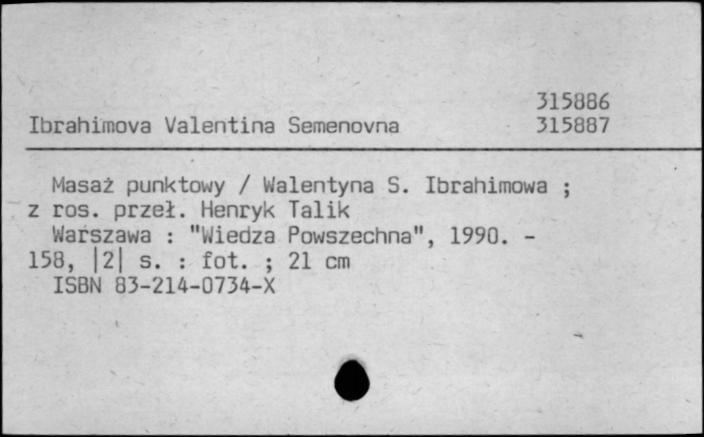 315886
Ibrahimova Valentina Semenovna 315887
Masaż punktowy / Walentyna S. Ibrahimowa ;
z ros. przeł. Henryk Talik
Warszawa : "Wiedza Powszechna", 1990. -
158, |2| s. : fot. ; 21 cm
ISBN 83-214-0734-X